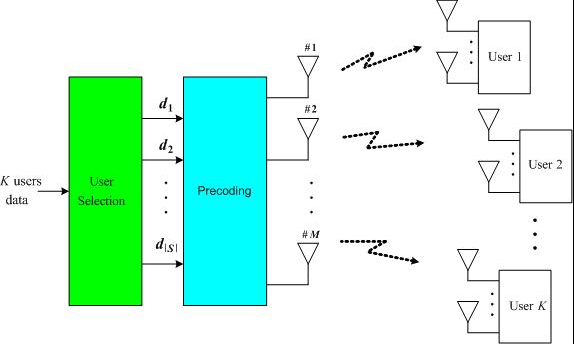 K users
data
User
Selection
d1
d2
d|S|
Precoding
#1
#2
#M
User 1
User 2
User K